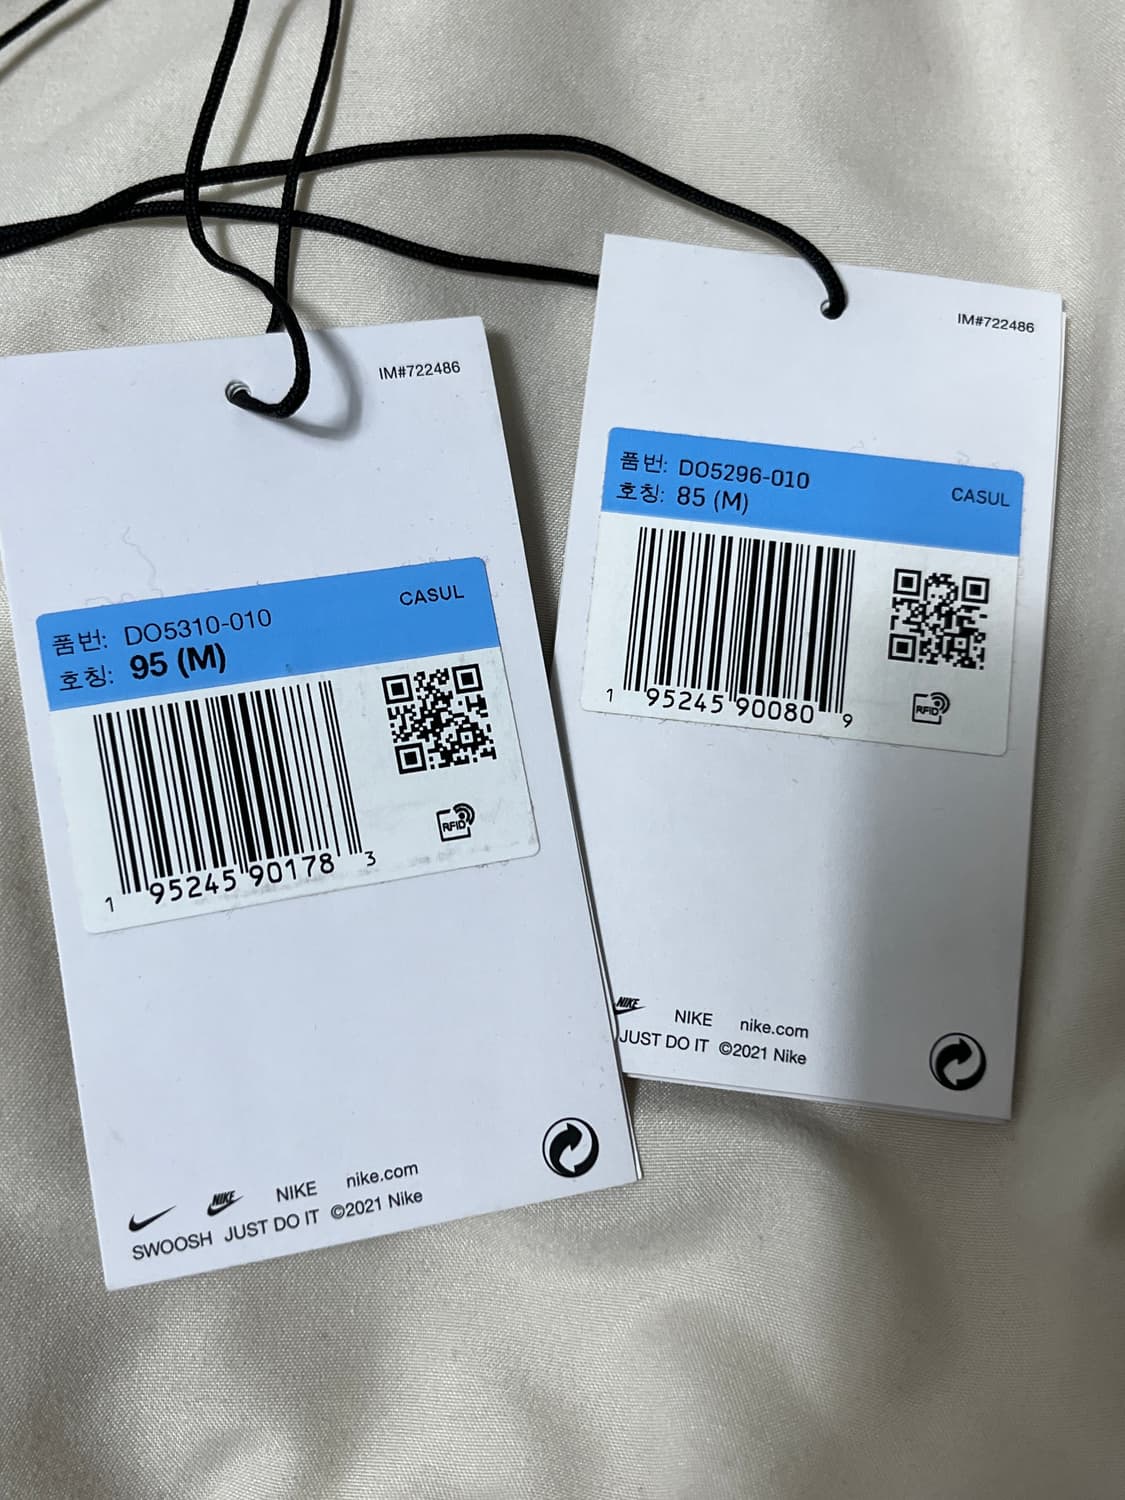 IM#722486
품번: DO5310-010
호칭: 95 (M)
CASUL
1 95245 90178 3
RFID
NIKE
NIKE nike.com
SWOOSH JUST DO IT ©2021 Nike
IM#722486
품번: DO5296-010
호칭: 85 (M)
CASUL
1 95245 90080 9
RFID
NIKE
NIKE nike.com
JUST DO IT ©2021 Nike